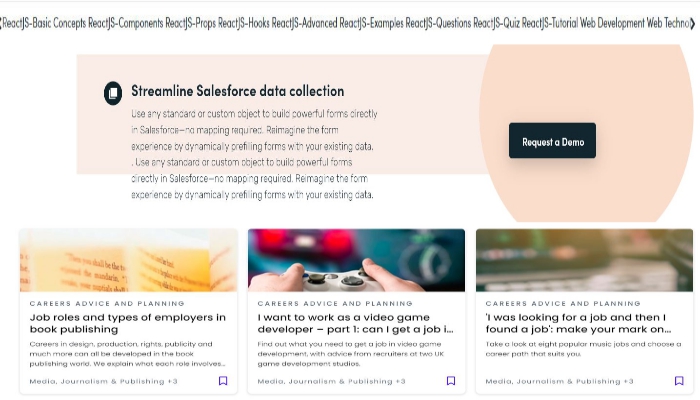 ReactJS-Basic Concepts ReactJS-Components ReactJS-Props ReactJS-Hooks ReactJS-Advanced ReactJS-Examples ReactJS-Questions ReactJS-Quiz ReactJS-Tutorial Web Development Web Techno
Streamline Salesforce data collection
Use any standard or custom object to build powerful forms directly
in Salesforce—no mapping required. Reimagine the form
experience by dynamically prefilling forms with your existing data.
. Use any standard or custom object to build powerful forms
directly in Salesforce—no mapping required. Reimagine the form
experience by dynamically prefilling forms with your existing data.
Request a Demo
CAREERS ADVICE AND PLANNING
Job roles and types of employers in
book publishing
Careers in design, production, rights, publicity and
much more can all be developed in the book
publishing world. We explain what each role involves...
Media, Journalism & Publishing +3
CAREERS ADVICE AND PLANNING
I want to work as a video game
developer – part 1: can I get a job i...
Find out what you need to get a job in video game
development, with advice from recruiters at two UK
game development studios.
Media, Journalism & Publishing +3
CAREERS ADVICE AND PLANNING
'I was looking for a job and then I
found a job': make your mark on...
Take a look at eight popular music jobs and choose a
career path that suits you.
Media, Journalism & Publishing +3